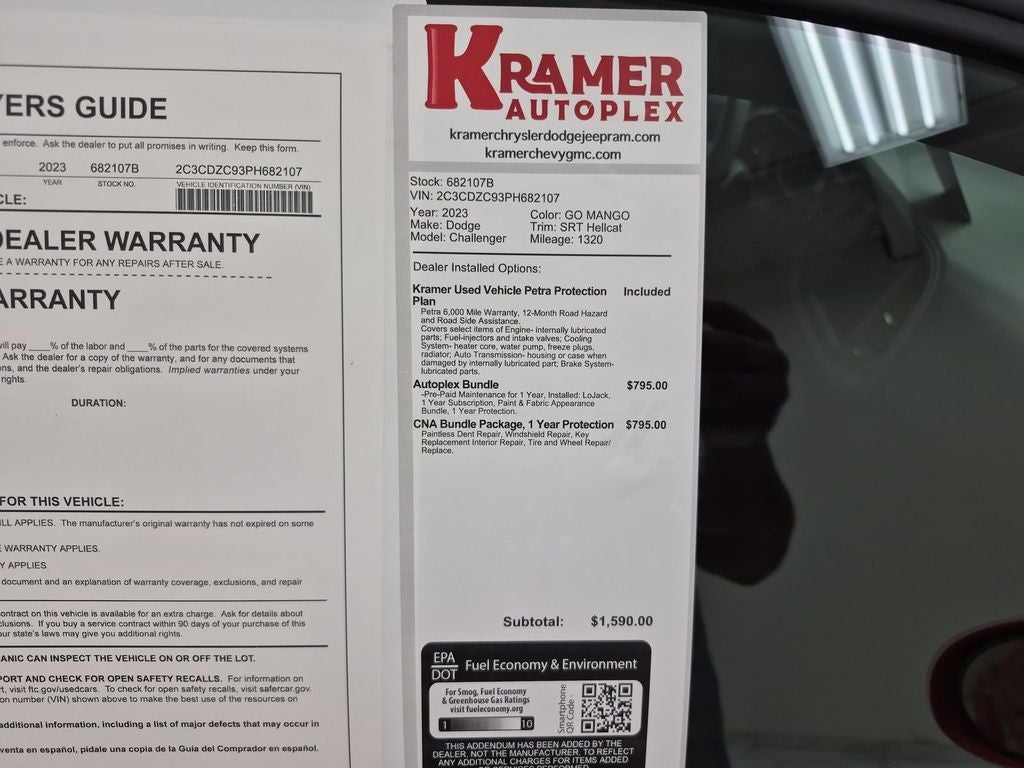 YERS GUIDE
enforce. Ask the dealer to put all promises in writing. Keep this form.
2023 682107B 2C3CDZC93PH682107
YEAR STOCK NO. VEHICLE IDENTIFICATION NUMBER (VIN)
CLE:
DEALER WARRANTY
E A WARRANTY FOR ANY REPAIRS AFTER SALE.
ARRANTY
will pay ____% of the labor and ____% of the parts for the covered systems
Ask the dealer for a copy of the warranty, and for any documents that
ns, and the dealer's repair obligations. Implied warranties under your
rights.
DURATION:
FOR THIS VEHICLE:
ILL APPLIES. The manufacturer's original warranty has not expired on some
E WARRANTY APPLIES.
Y APPLIES.
document and an explanation of warranty coverage, exclusions, and repair
ontract on this vehicle is available for an extra charge. Ask for details about
clusions. If you buy a service contract within 90 days of your purchase of this
our state's laws may give you additional rights.
ANIC CAN INSPECT THE VEHICLE ON OR OFF THE LOT.
PORT AND CHECK FOR OPEN SAFETY RECALLS. For information on
rt, visit ftc.gov/usedcars. To check for open safety recalls, visit safercar.gov.
on number (VIN) shown above to make the best use of the resources on
additional information, including a list of major defects that may occur in
venta en español, pidale una copia de la Guia del Comprador en español.
KRAMER
AUTOPLEX
kramerchryslerdodgejeepram.com
kramerchevygmc.com
Stock: 682107B
VIN: 2C3CDZC93PH682107
Year: 2023 Color: GO MANGO
Make: Dodge Trim: SRT Hellcat
Model: Challenger Mileage: 1320
Dealer Installed Options:
Kramer Used Vehicle Petra Protection Included
Plan
Petra 6,000 Mile Warranty, 12-Month Road Hazard
and Road Side Assistance.
Covers select items of Engine- internally lubricated
parts; Fuel-injectors and intake valves; Cooling
System- heater core, water pump, freeze plugs,
radiator; Auto Transmission- housing or case when
damaged by internally lubricated part; Brake System-
lubricated parts.
Autoplex Bundle $795.00
-Pre-Paid Maintenance for 1 Year, Installed: LoJack,
1 Year Subscription, Paint & Fabric Appearance
Bundle, 1 Year Protection.
CNA Bundle Package, 1 Year Protection $795.00
Paintless Dent Repair, Windshield Repair, Key
Replacement Interior Repair, Tire and Wheel Repair/
Replace.
Subtotal: $1,590.00
EPA
DOT Fuel Economy & Environment
For Smog, Fuel Economy
& Greenhouse Gas Ratings
visit fueleconomy.org
1 10
Smartphone
QR Code -
THIS ADDENDUM HAS BEEN ADDED BY THE
DEALER, NOT THE MANUFACTURER, TO REFLECT
ANY ADDITIONAL CHARGES FOR ITEMS ADDED